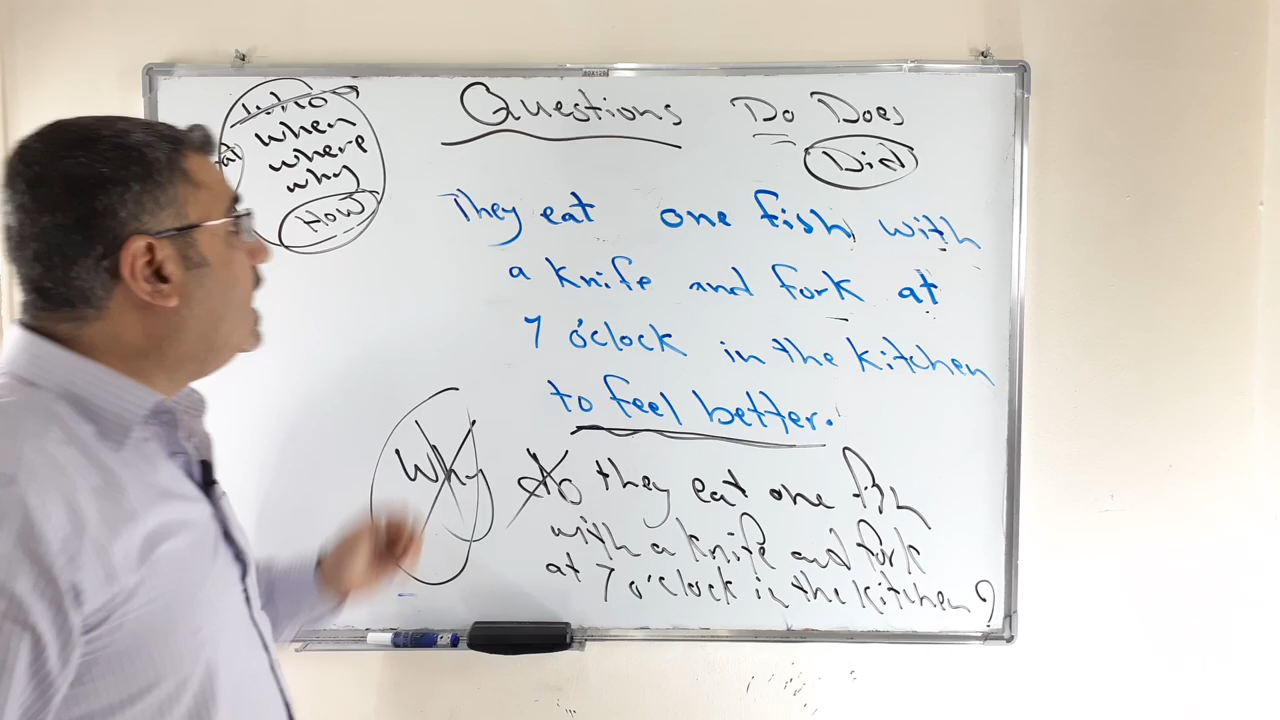 Who
when
where
why
How
at
Questions Do Does
Did
They eat one fish with
a knife and fork at
7 o'clock in the kitchen
to feel better.
Why do they eat one fish
with a knife and fork
at 7 o'clock in the kitchen?